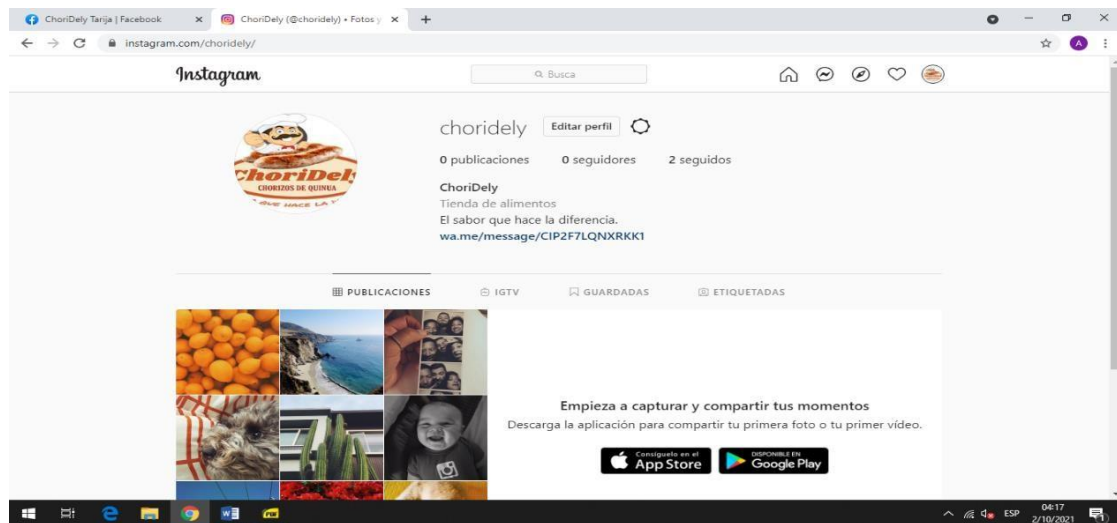 ChoriDely Tarija | Facebook
ChoriDely (@choridely) • Fotos y
instagram.com/choridely/
A
Instagram
Busca
choridely
Editar perfil
0 publicaciones 0 seguidores 2 seguidos
ChoriDely
CHORIZOS DE QUINUA
QUE HACE LA
ChoriDely
Tienda de alimentos
El sabor que hace la diferencia.
wa.me/message/CIP2F7LQNXRKK1
PUBLICACIONES IGTV GUARDADAS ETIQUETADAS
Empieza a capturar y compartir tus momentos
Descarga la aplicación para compartir tu primera foto o tu primer vídeo.
Consíguelo en el
App Store
DISPONIBLE EN
Google Play
ESP
04:17
2/10/2021